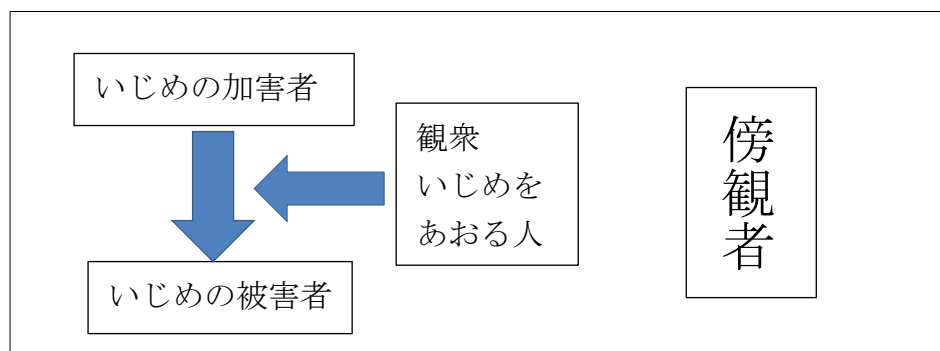 いじめの加害者
観衆
いじめを
あおる人
いじめの被害者
傍観者